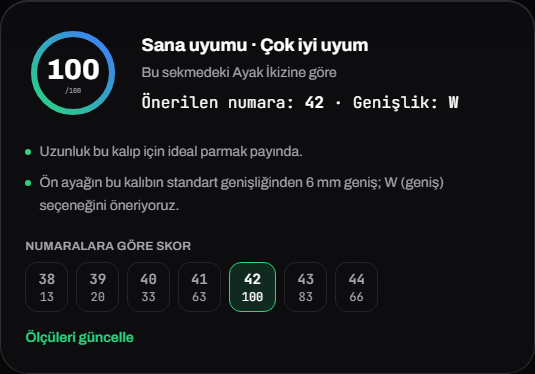 100
/100
Sana uyumu · Çok iyi uyum
Bu sekmedeki Ayak İkizine göre
Önerilen numara: 42 · Genişlik: W
Uzunluk bu kalıp için ideal parmak payında.
Ön ayağın bu kalıbın standart genişliğinden 6 mm geniş; W (geniş)
seçeneğini öneriyoruz.
NUMARALARA GÖRE SKOR
38 39 40 41 42 43 44
13 20 33 63 100 83 66
Ölçüleri güncelle